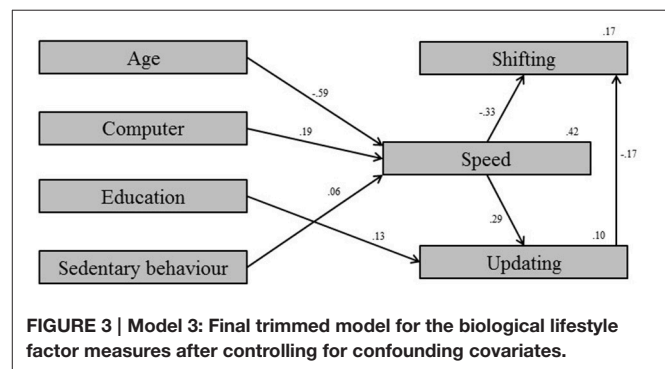 .17
Age
Shifting
-.59
-.33
Computer
.42
.19
Speed
-.17
Education
.06
.29
.13
.10
Sedentary behaviour
Updating
FIGURE 3 | Model 3: Final trimmed model for the biological lifestyle
factor measures after controlling for confounding covariates.